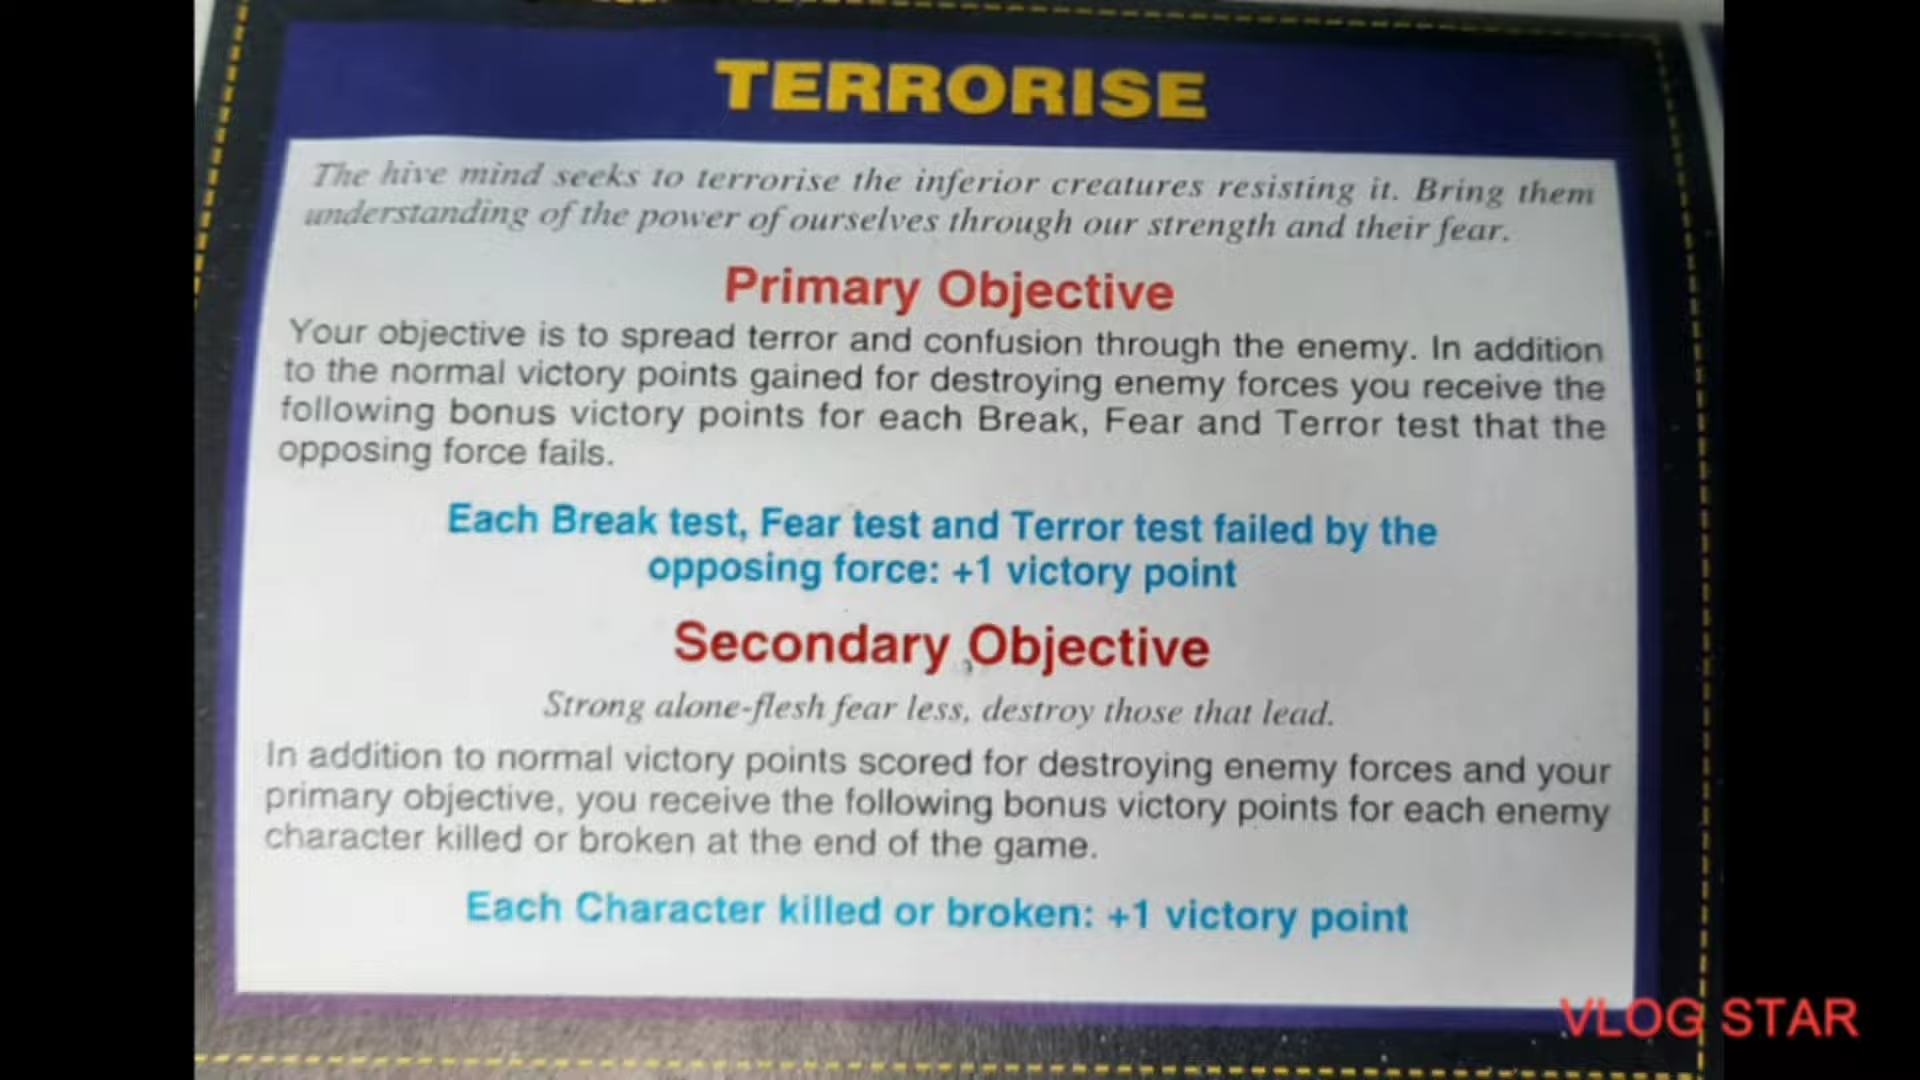 TERRORISE
The hive mind seeks to terrorise the inferior creatures resisting it. Bring them
understanding of the power of ourselves through our strength and their fear.
Primary Objective
Your objective is to spread terror and confusion through the enemy. In addition
to the normal victory points gained for destroying enemy forces you receive the
following bonus victory points for each Break, Fear and Terror test that the
opposing force fails.
Each Break test, Fear test and Terror test failed by the
opposing force: +1 victory point
Secondary Objective
Strong alone-flesh fear less, destroy those that lead.
In addition to normal victory points scored for destroying enemy forces and your
primary objective, you receive the following bonus victory points for each enemy
character killed or broken at the end of the game.
Each Character killed or broken: +1 victory point
VLOG STAR